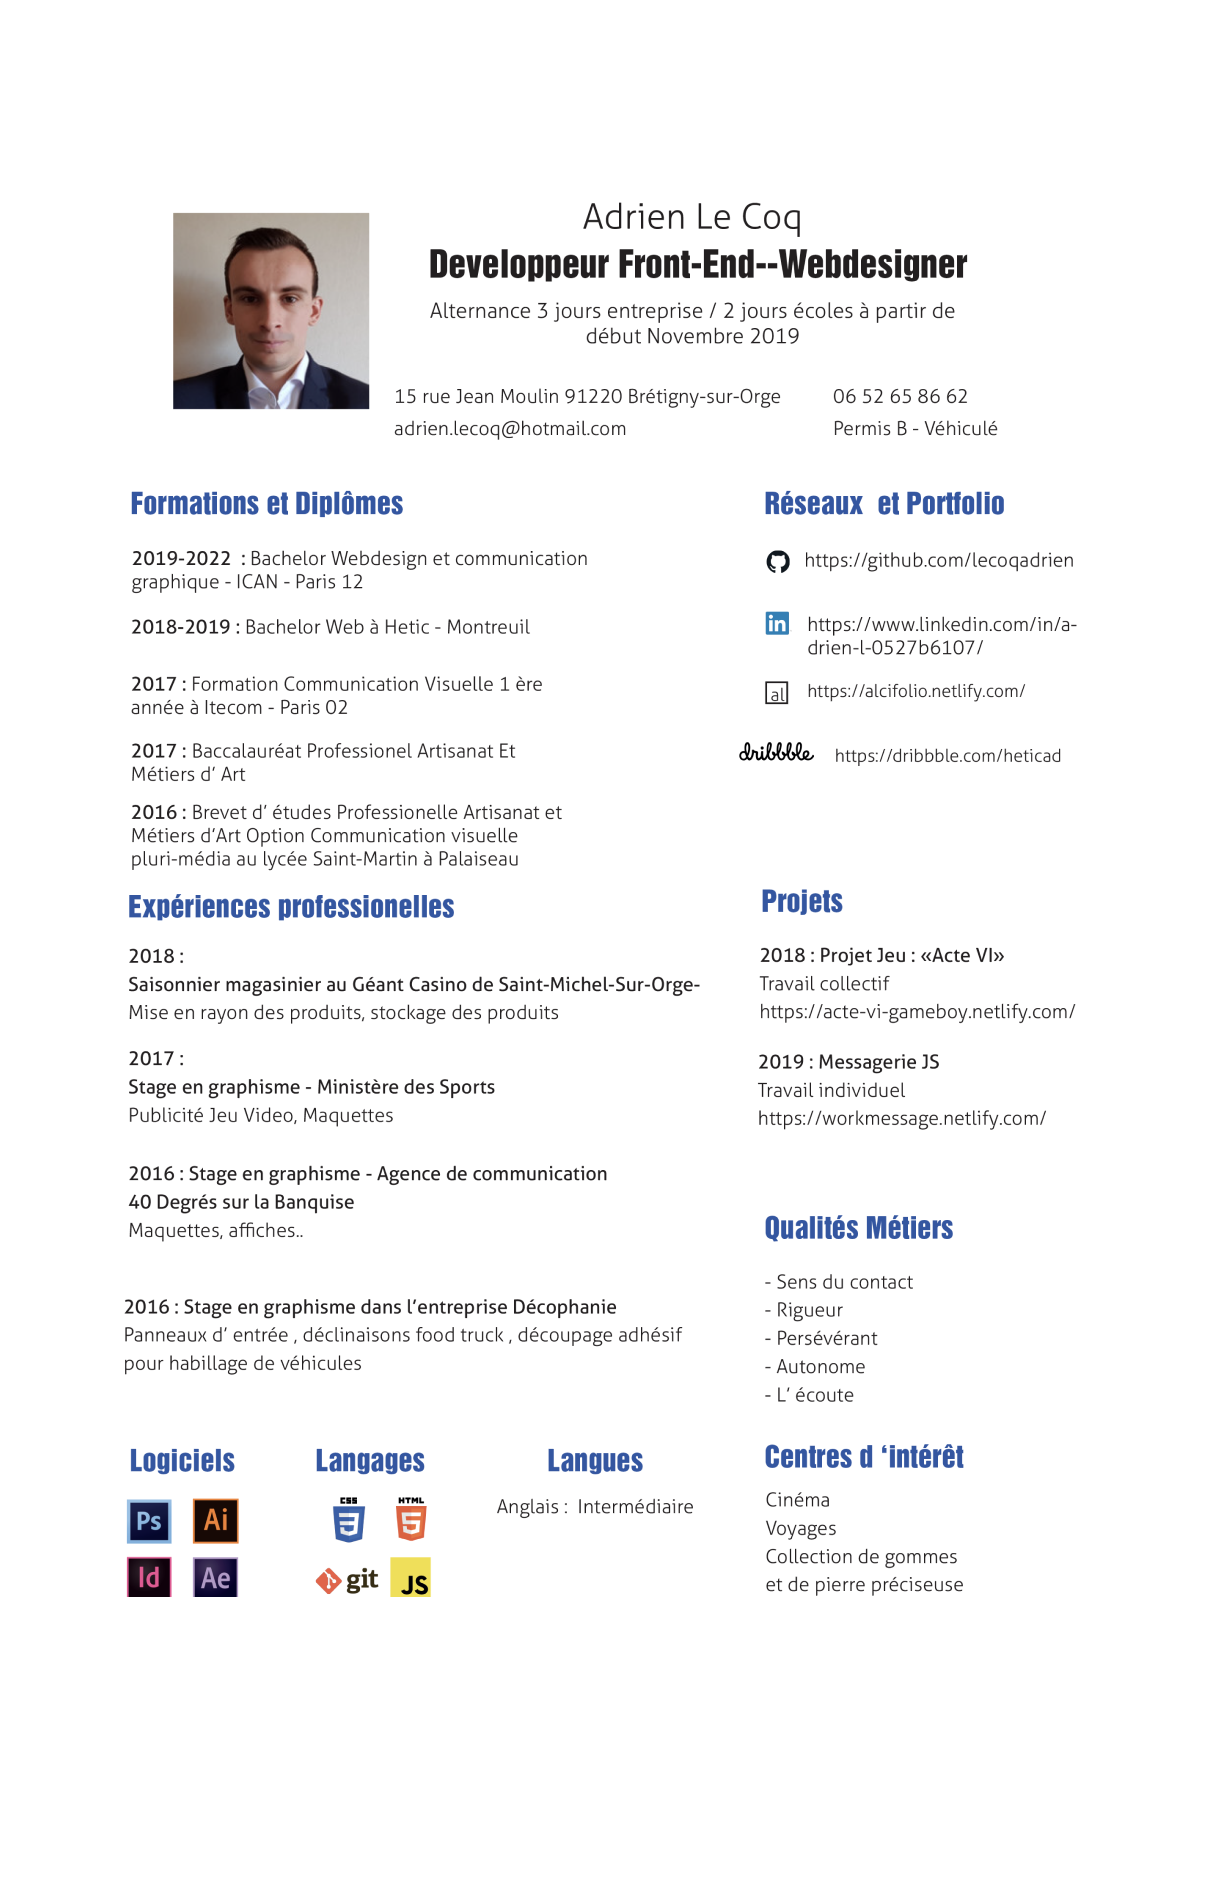 Adrien Le Coq
Developpeur Front-End--Webdesigner
Alternance 3 jours entreprise / 2 jours écoles à partir de
début Novembre 2019
15 rue Jean Moulin 91220 Brétigny-sur-Orge
adrien.lecoq@hotmail.com
06 52 65 86 62
Permis B - Véhiculé
Formations et Diplômes
2019-2022 : Bachelor Webdesign et communication
graphique - ICAN - Paris 12
2018-2019 : Bachelor Web à Hetic - Montreuil
2017 : Formation Communication Visuelle 1 ère
année à Itecom - Paris 02
2017 : Baccalauréat Professionel Artisanat Et
Métiers d’ Art
2016 : Brevet d’ études Professionelle Artisanat et
Métiers d’Art Option Communication visuelle
pluri-média au lycée Saint-Martin à Palaiseau
Expériences professionelles
2018 :
Saisonnier magasinier au Géant Casino de Saint-Michel-Sur-Orge-
Mise en rayon des produits, stockage des produits
2017 :
Stage en graphisme - Ministère des Sports
Publicité Jeu Video, Maquettes
2016 : Stage en graphisme - Agence de communication
40 Degrés sur la Banquise
Maquettes, affiches..
2016 : Stage en graphisme dans l’entreprise Décophanie
Panneaux d’ entrée , déclinaisons food truck , découpage adhésif
pour habillage de véhicules
Logiciels
Ps Ai
Id Ae
Langages
CSS HTML
3 5
git JS
Langues
Anglais : Intermédiaire
Réseaux et Portfolio
https://github.com/lecoqadrien
in https://www.linkedin.com/in/a-
drien-l-0527b6107/
al https://alcifolio.netlify.com/
dribbble https://dribbble.com/heticad
Projets
2018 : Projet Jeu : «Acte VI»
Travail collectif
https://acte-vi-gameboy.netlify.com/
2019 : Messagerie JS
Travail individuel
https://workmessage.netlify.com/
Qualités Métiers
- Sens du contact
- Rigueur
- Persévérant
- Autonome
- L’ écoute
Centres d ‘intérêt
Cinéma
Voyages
Collection de gommes
et de pierre préciseuse